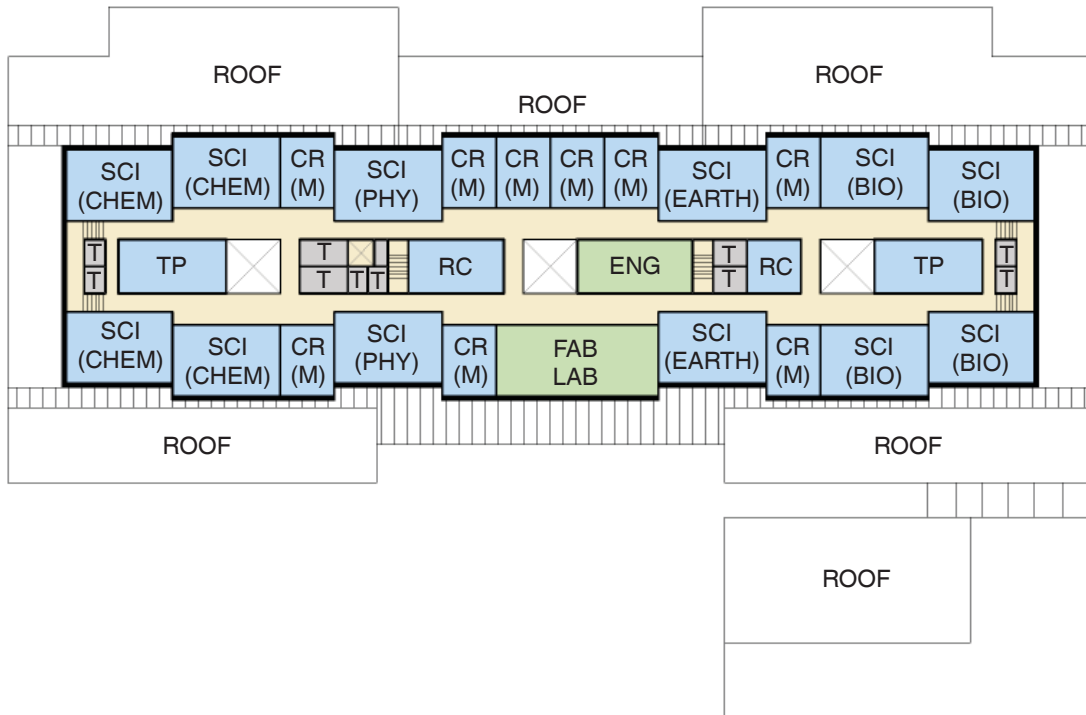 ROOF
ROOF
ROOF
SCI
(CHEM)
SCI
(CHEM)
CR
(M)
SCI
(PHY)
CR
(M)
CR
(M)
CR
(M)
CR
(M)
SCI
(EARTH)
CR
(M)
SCI
(BIO)
SCI
(BIO)
T
T
TP
T
T
T
T
RC
ENG
T
T
RC
TP
T
T
SCI
(CHEM)
SCI
(CHEM)
CR
(M)
SCI
(PHY)
CR
(M)
FAB
LAB
SCI
(EARTH)
CR
(M)
SCI
(BIO)
SCI
(BIO)
ROOF
ROOF
ROOF